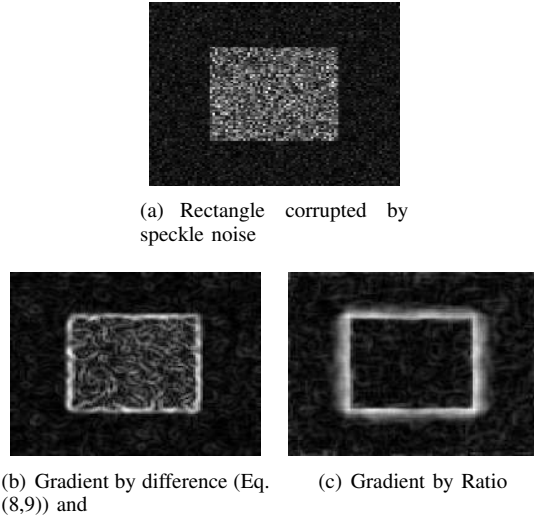 (a) Rectangle corrupted by
speckle noise
(b) Gradient by difference (Eq.
(8,9)) and
(c) Gradient by Ratio